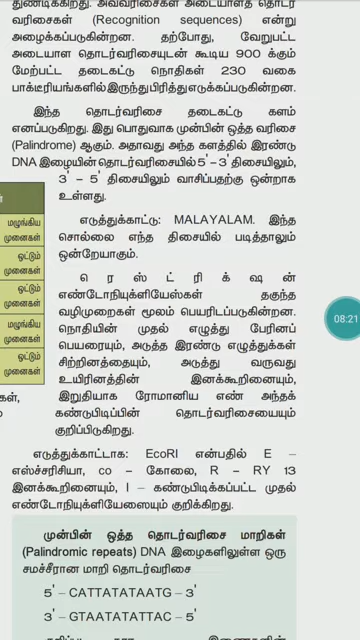 துண்டிக்கிறது. அவ்வரிசைகள் அடையாளத் தொடர்
வரிசைகள் (Recognition sequences) என்று
அழைக்கப்படுகின்றன. தற்போது, வேறுபட்ட
அடையாள தொடர்வரிசையுடன் கூடிய 900 க்கும்
மேற்பட்ட தடைகட்டு நொதிகள் 230 வகை
பாக்டீரியங்களில்இருந்துபிரித்துஎடுக்கப்படுகின்றன.
இந்த தொடர்வரிசை தடைகட்டு களம்
எனப்படுகிறது. இது பொதுவாக முன்பின் ஒத்த வரிசை
(Palindrome) ஆகும். அதாவது அந்த களத்தில் இரண்டு
DNA இழையின் தொடர்வரிசையில் 5' – 3' திசையிலும்,
3' – 5' திசையிலும் வாசிப்பதற்கு ஒன்றாக
உள்ளது.
எடுத்துக்காட்டு: MALAYALAM. இந்த
சொல்லை எந்த திசையில் படித்தாலும்
ஒன்றேயாகும்.
ரெஸ்ட்ரிக்ஷன்
எண்டோநியுக்ளியேஸ்கள் தகுந்த
வழிமுறைகள் மூலம் பெயரிடப்படுகின்றன.
நொதியின் முதல் எழுத்து பேரினப்
பெயரையும், அடுத்த இரண்டு எழுத்துக்கள்
சிற்றினத்தையும், அடுத்து வருவது
உயிரினத்தின் இனக்கூறினையும்,
இறுதியாக ரோமானிய எண் அந்தக்
கண்டுபிடிப்பின் தொடர்வரிசையையும்
குறிப்பிடுகிறது.
மழுங்கிய
முனைகள்
ஒட்டும்
முனைகள்
ஒட்டும்
முனைகள்
மழுங்கிய
முனைகள்
ஒட்டும்
முனைகள்
கள்,
08:21
எடுத்துக்காட்டாக: EcoRI என்பதில் E –
எஸ்ச்சரிசியா, co – கோலை, R – RY 13
இனக்கூறினையும், I – கண்டுபிடிக்கப்பட்ட முதல்
எண்டோநியுக்ளியேஸையும் குறிக்கிறது.
முன்பின் ஒத்த தொடர்வரிசை மாறிகள்
(Palindromic repeats) DNA இழைகளிலுள்ள ஒரு
சமச்சீரான மாறி தொடர்வரிசை
5' – CATTATATAATG – 3'
3' – GTAATATATTAC – 5'